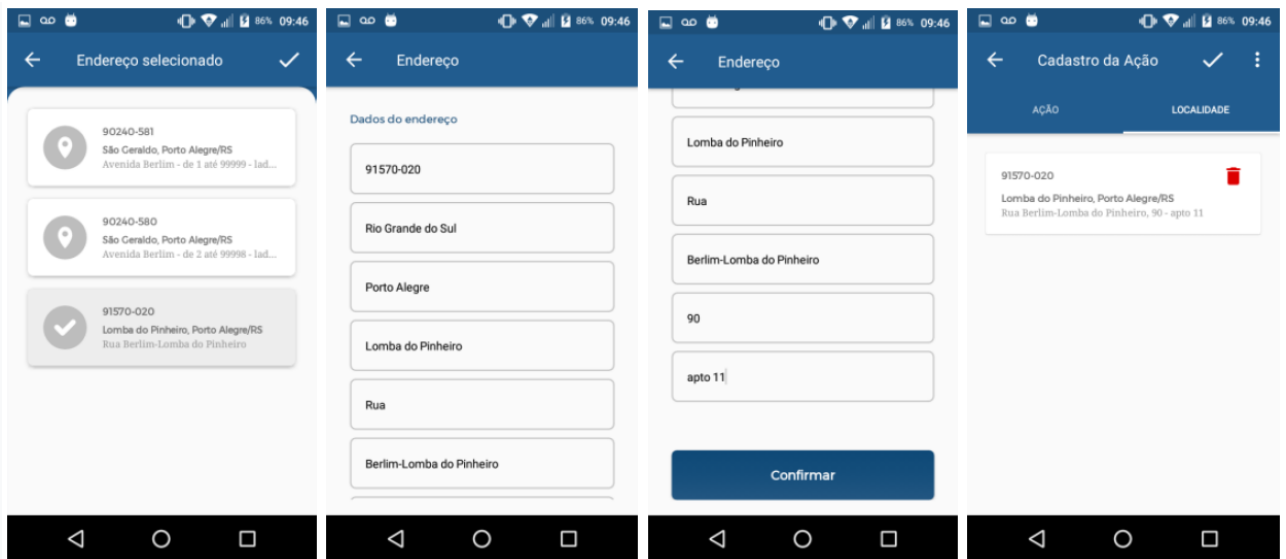 86% 09:46
Endereço selecionado
90240-581
São Geraldo, Porto Alegre/RS
Avenida Berlim - de 1 até 99999 - lad...
90240-580
São Geraldo, Porto Alegre/RS
Avenida Berlim - de 2 até 99998 - lad...
91570-020
Lomba do Pinheiro, Porto Alegre/RS
Rua Berlim-Lomba do Pinheiro
86% 09:46
Endereço
Dados do endereço
91570-020
Rio Grande do Sul
Porto Alegre
Lomba do Pinheiro
Rua
Berlim-Lomba do Pinheiro
86% 09:46
Endereço
Lomba do Pinheiro
Rua
Berlim-Lomba do Pinheiro
90
apto 11
Confirmar
86% 09:46
Cadastro da Ação
AÇÃO LOCALIDADE
91570-020
Lomba do Pinheiro, Porto Alegre/RS
Rua Berlim-Lomba do Pinheiro, 90 - apto 11